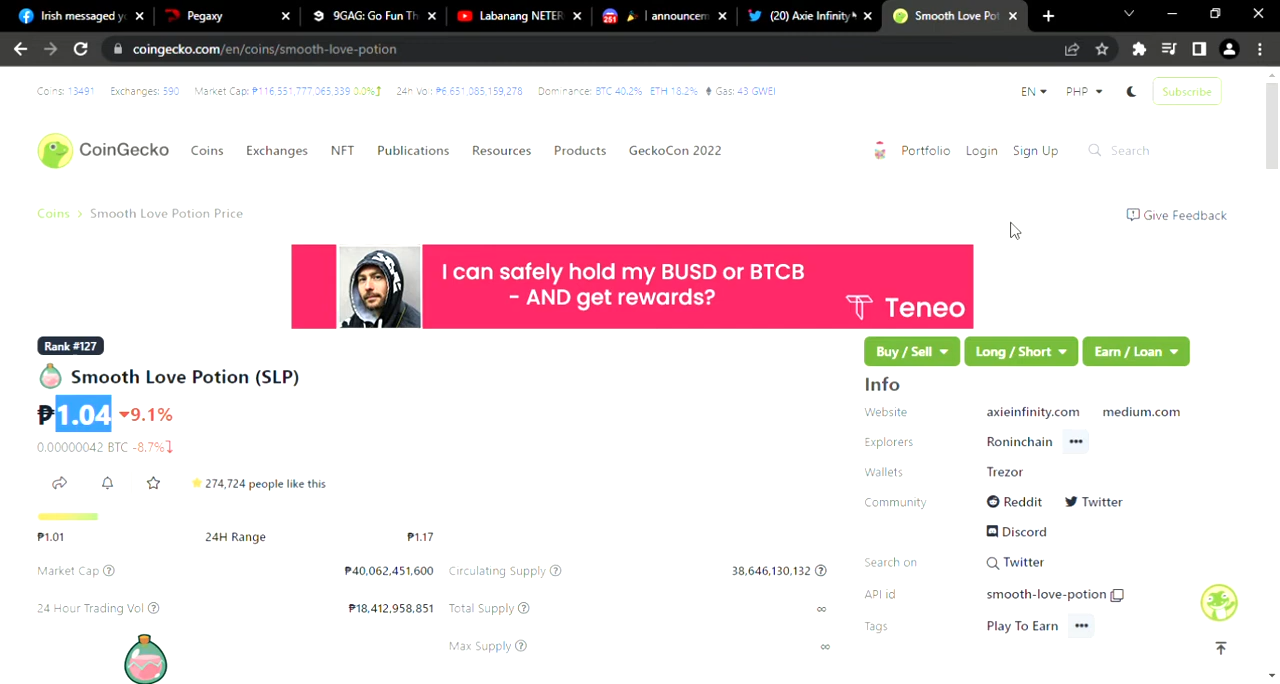 Irish messaged y
Pegaxy
9GAG: Go Fun Th
Labanang NETER
251 | announcem
(20) Axie Infinity
Smooth Love Pot
coingecko.com/en/coins/smooth-love-potion
Coins: 13491 Exchanges: 590 Market Cap: ₱116,551,777,065,339 0.0% 24h Vol: ₱6,651,085,159,278 Dominance: BTC 40.2% ETH 18.2% Gas: 43 GWEI
EN PHP Subscribe
CoinGecko Coins Exchanges NFT Publications Resources Products GeckoCon 2022 Portfolio Login Sign Up Search
Coins > Smooth Love Potion Price
Give Feedback
I can safely hold my BUSD or BTCB
- AND get rewards?
Teneo
Rank #127
Smooth Love Potion (SLP)
₱1.04 9.1%
0.00000042 BTC -8.7%
274,724 people like this
₱1.01 24H Range ₱1.17
Market Cap ? ₱40,062,451,600
24 Hour Trading Vol ? ₱18,412,958,851
Circulating Supply ? 38,646,130,132 ?
Total Supply ? ∞
Max Supply ? ∞
Buy / Sell Long / Short Earn / Loan
Info
Website axieinfinity.com medium.com
Explorers Roninchain •••
Wallets Trezor
Community Reddit Twitter
Discord
Search on Twitter
API id smooth-love-potion
Tags Play To Earn •••